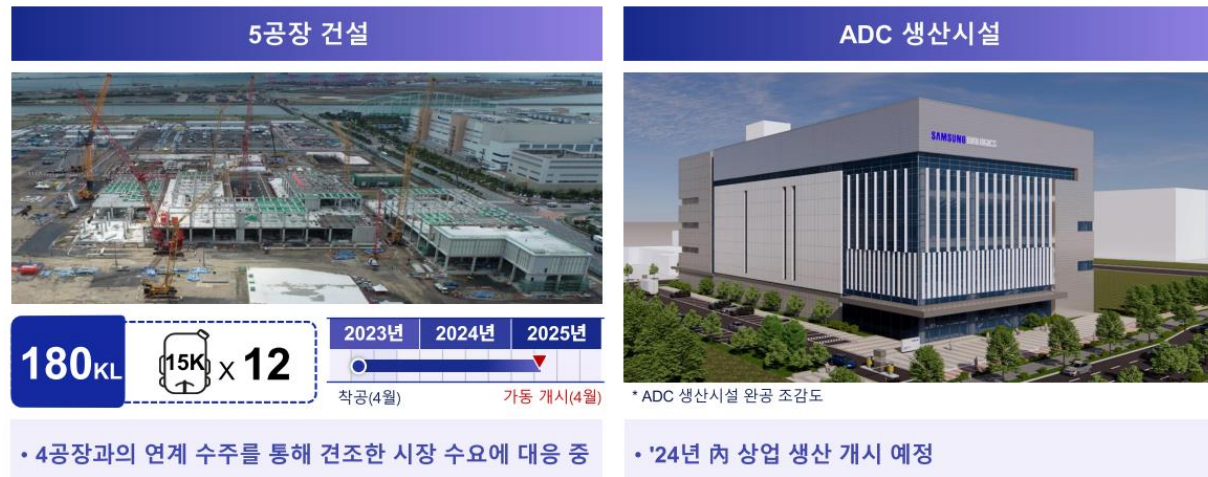 5공장 건설
180KL
15K x 12
2023년 2024년 2025년
착공(4월) 가동 개시(4월)
• 4공장과의 연계 수주를 통해 견조한 시장 수요에 대응 중
ADC 생산시설
SAMSUNG BIOLOGICS
* ADC 생산시설 완공 조감도
• '24년 內 상업 생산 개시 예정